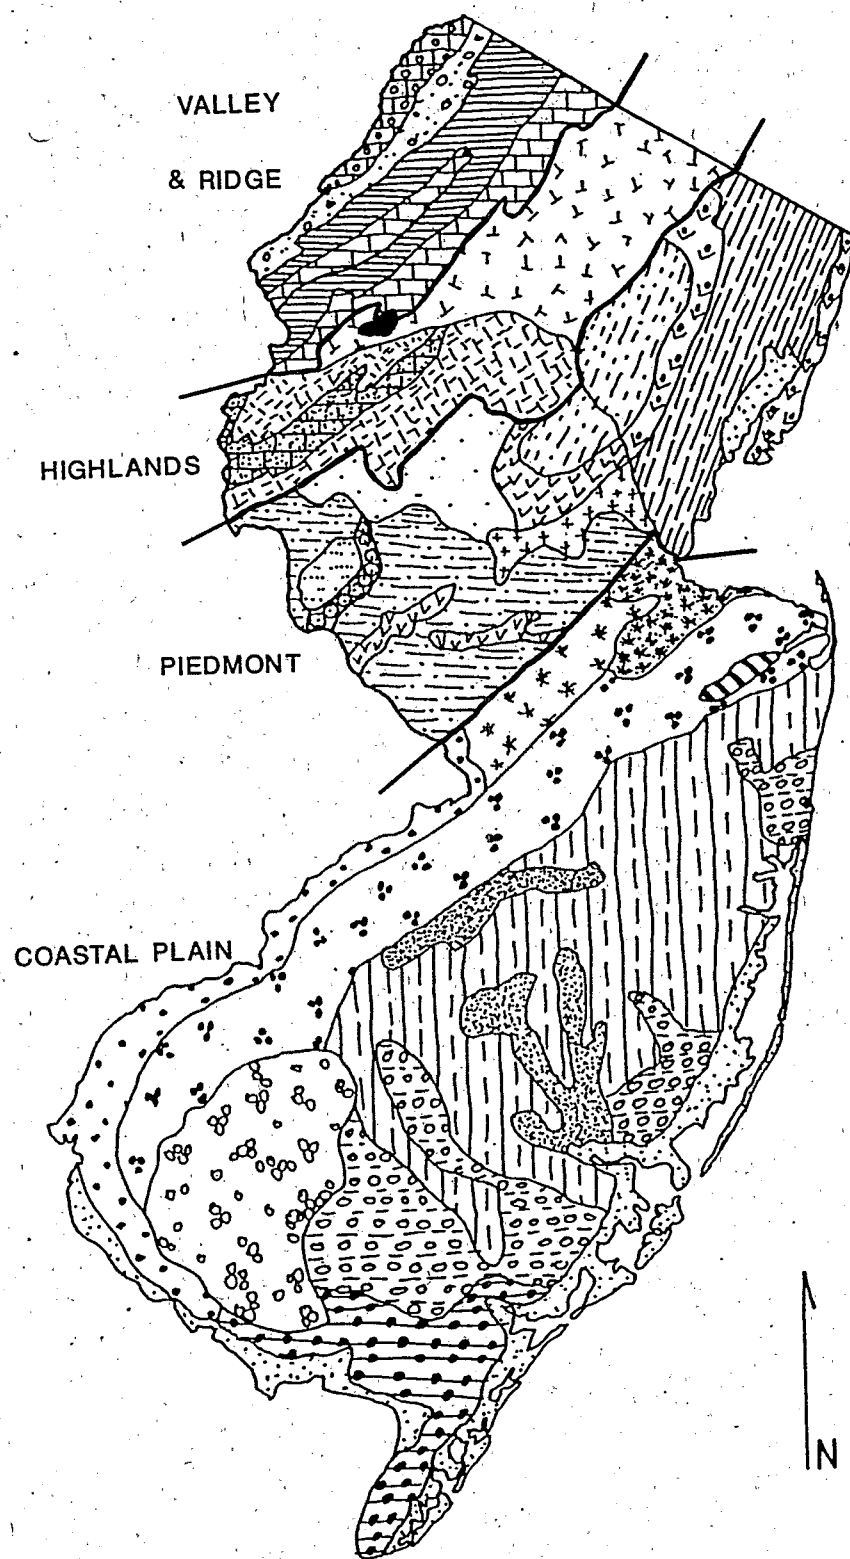 VALLEY
& RIDGE
HIGHLANDS
PIEDMONT
COASTAL PLAIN
N